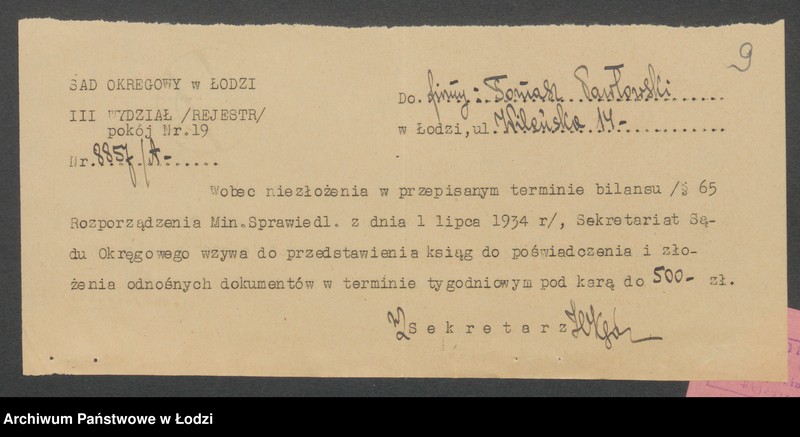 9
SĄD OKRĘGOWY w ŁODZI
III WYDZIAŁ /REJESTR/
pokój Nr.19
Nr.8857/A-......
Do firmy: Tomasz Pawłowski
w Łodzi, ul. Wileńska 14-
Wobec niezłożenia w przepisanym terminie bilansu /§ 65
Rozporządzenia Min.Sprawiedl. z dnia 1 lipca 1934 r/, Sekretariat Są-
du Okręgowego wzywa do przedstawienia ksiąg do poświadczenia i zło-
żenia odnośnych dokumentów w terminie tygodniowym pod karą do 500- zł.
Sekretarz
Archiwum Państwowe w Łodzi